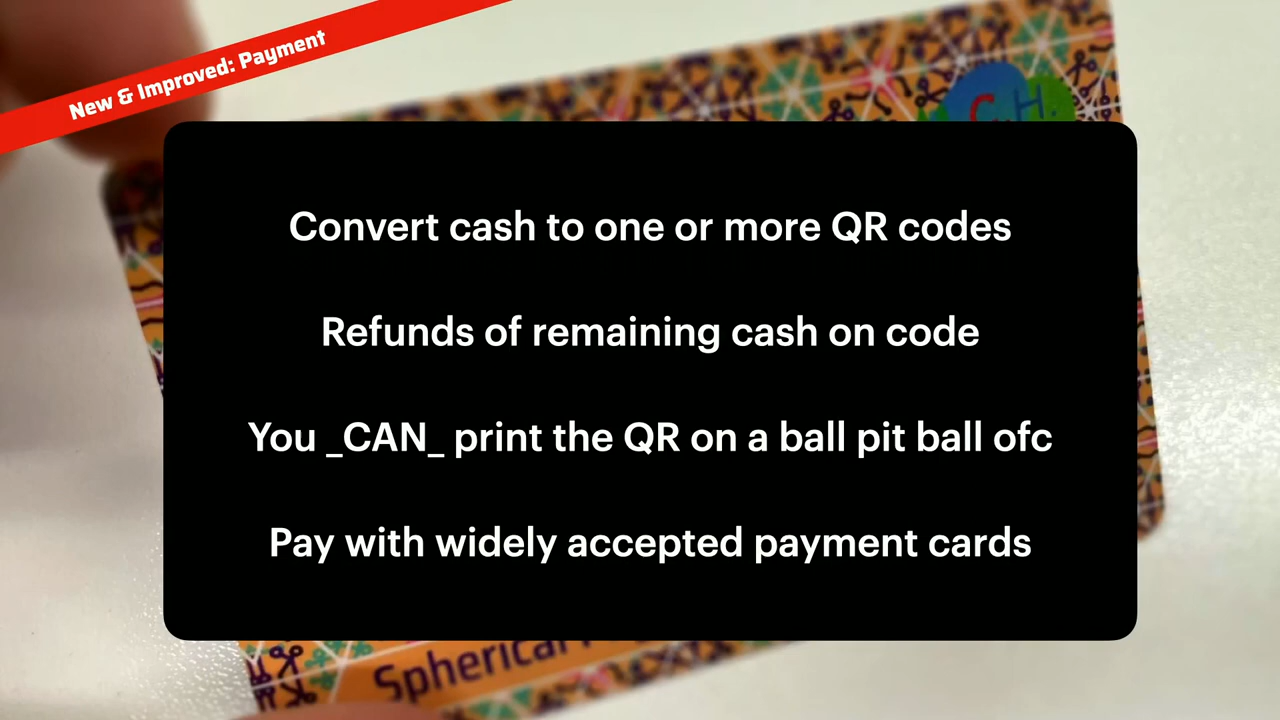 New & Improved: Payment
C.H.
Convert cash to one or more QR codes
Refunds of remaining cash on code
You _CAN_ print the QR on a ball pit ball ofc
Pay with widely accepted payment cards
Spherical